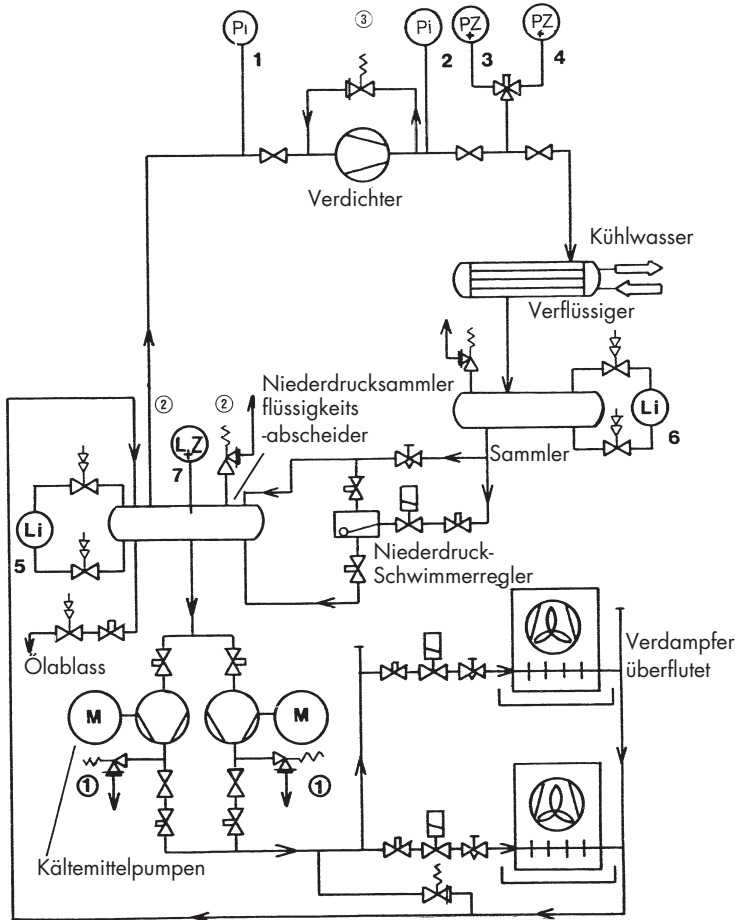 ③
Pi
Pi
PZ
+
PZ
+
1
2
3
4
Verdichter
Kühlwasser
Verflüssiger
Niederdrucksammler
flüssigkeits
-abscheider
②
②
L Z
+
7
Li
6
Sammler
Li
5
Niederdruck-
Schwimmerregler
Ölablass
Verdampfer
überflutet
M
M
①
①
Kältemittelpumpen